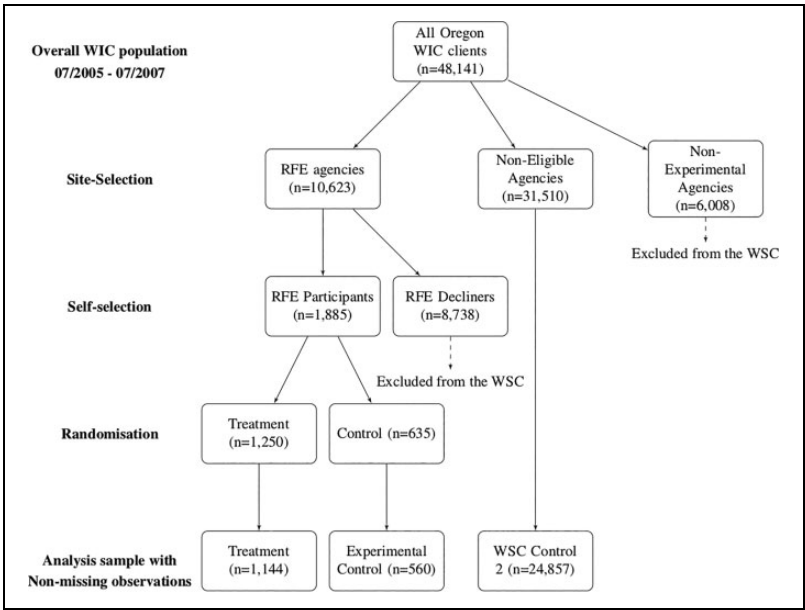 All Oregon
WIC clients
(n=48,141)
Overall WIC population
07/2005 - 07/2007
Site-Selection
RFE agencies
(n=10,623)
Non-Eligible
Agencies
(n=31,510)
Non-
Experimental
Agencies
(n=6,008)
Excluded from the WSC
Self-selection
RFE Participants
(n=1,885)
RFE Decliners
(n=8,738)
Excluded from the WSC
Randomisation
Treatment
(n=1,250)
Control (n=635)
Analysis sample with
Non-missing observations
Treatment
(n=1,144)
Experimental
Control (n=560)
WSC Control
2 (n=24,857)